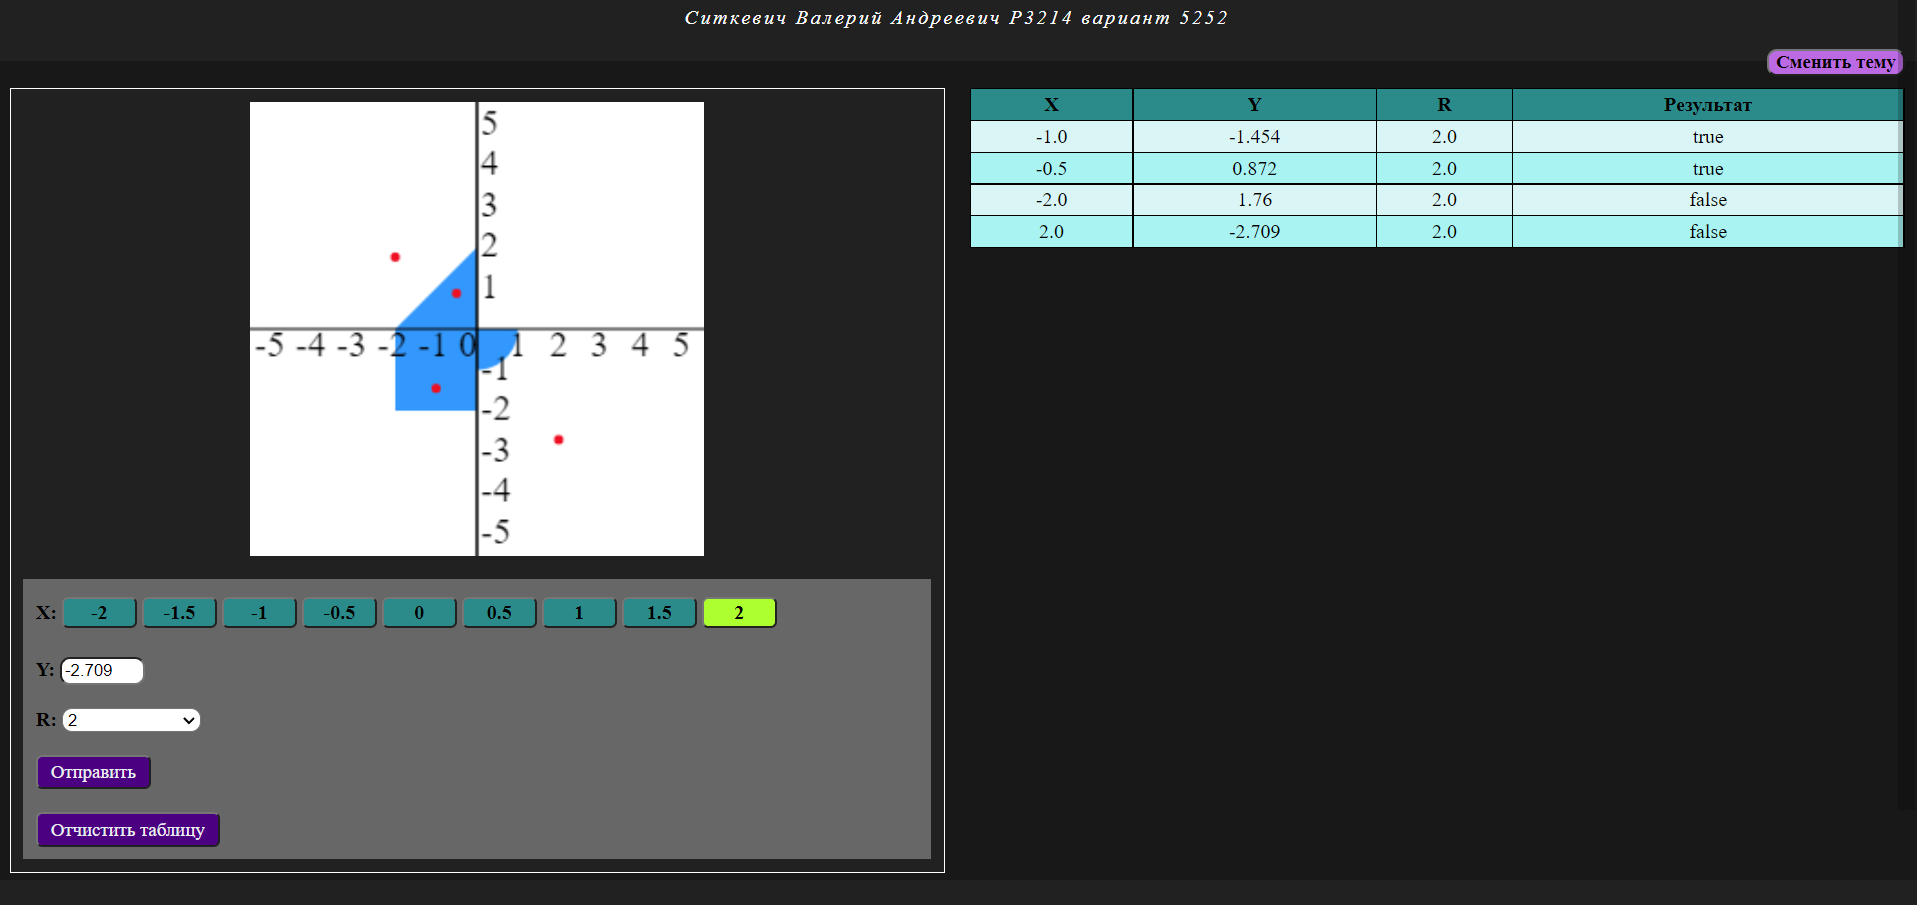 Ситкевич Валерий Андреевич P3214 вариант 5252
Сменить тему
5
4
3
2
1
-5 -4 -3 -2 -1 0 1 2 3 4 5
-1
-2
-3
-4
-5
X: -2 -1.5 -1 -0.5 0 0.5 1 1.5 2
Y: -2.709
R: 2
Отправить
Отчистить таблицу
X Y R Результат
-1.0 -1.454 2.0 true
-0.5 0.872 2.0 true
-2.0 1.76 2.0 false
2.0 -2.709 2.0 false